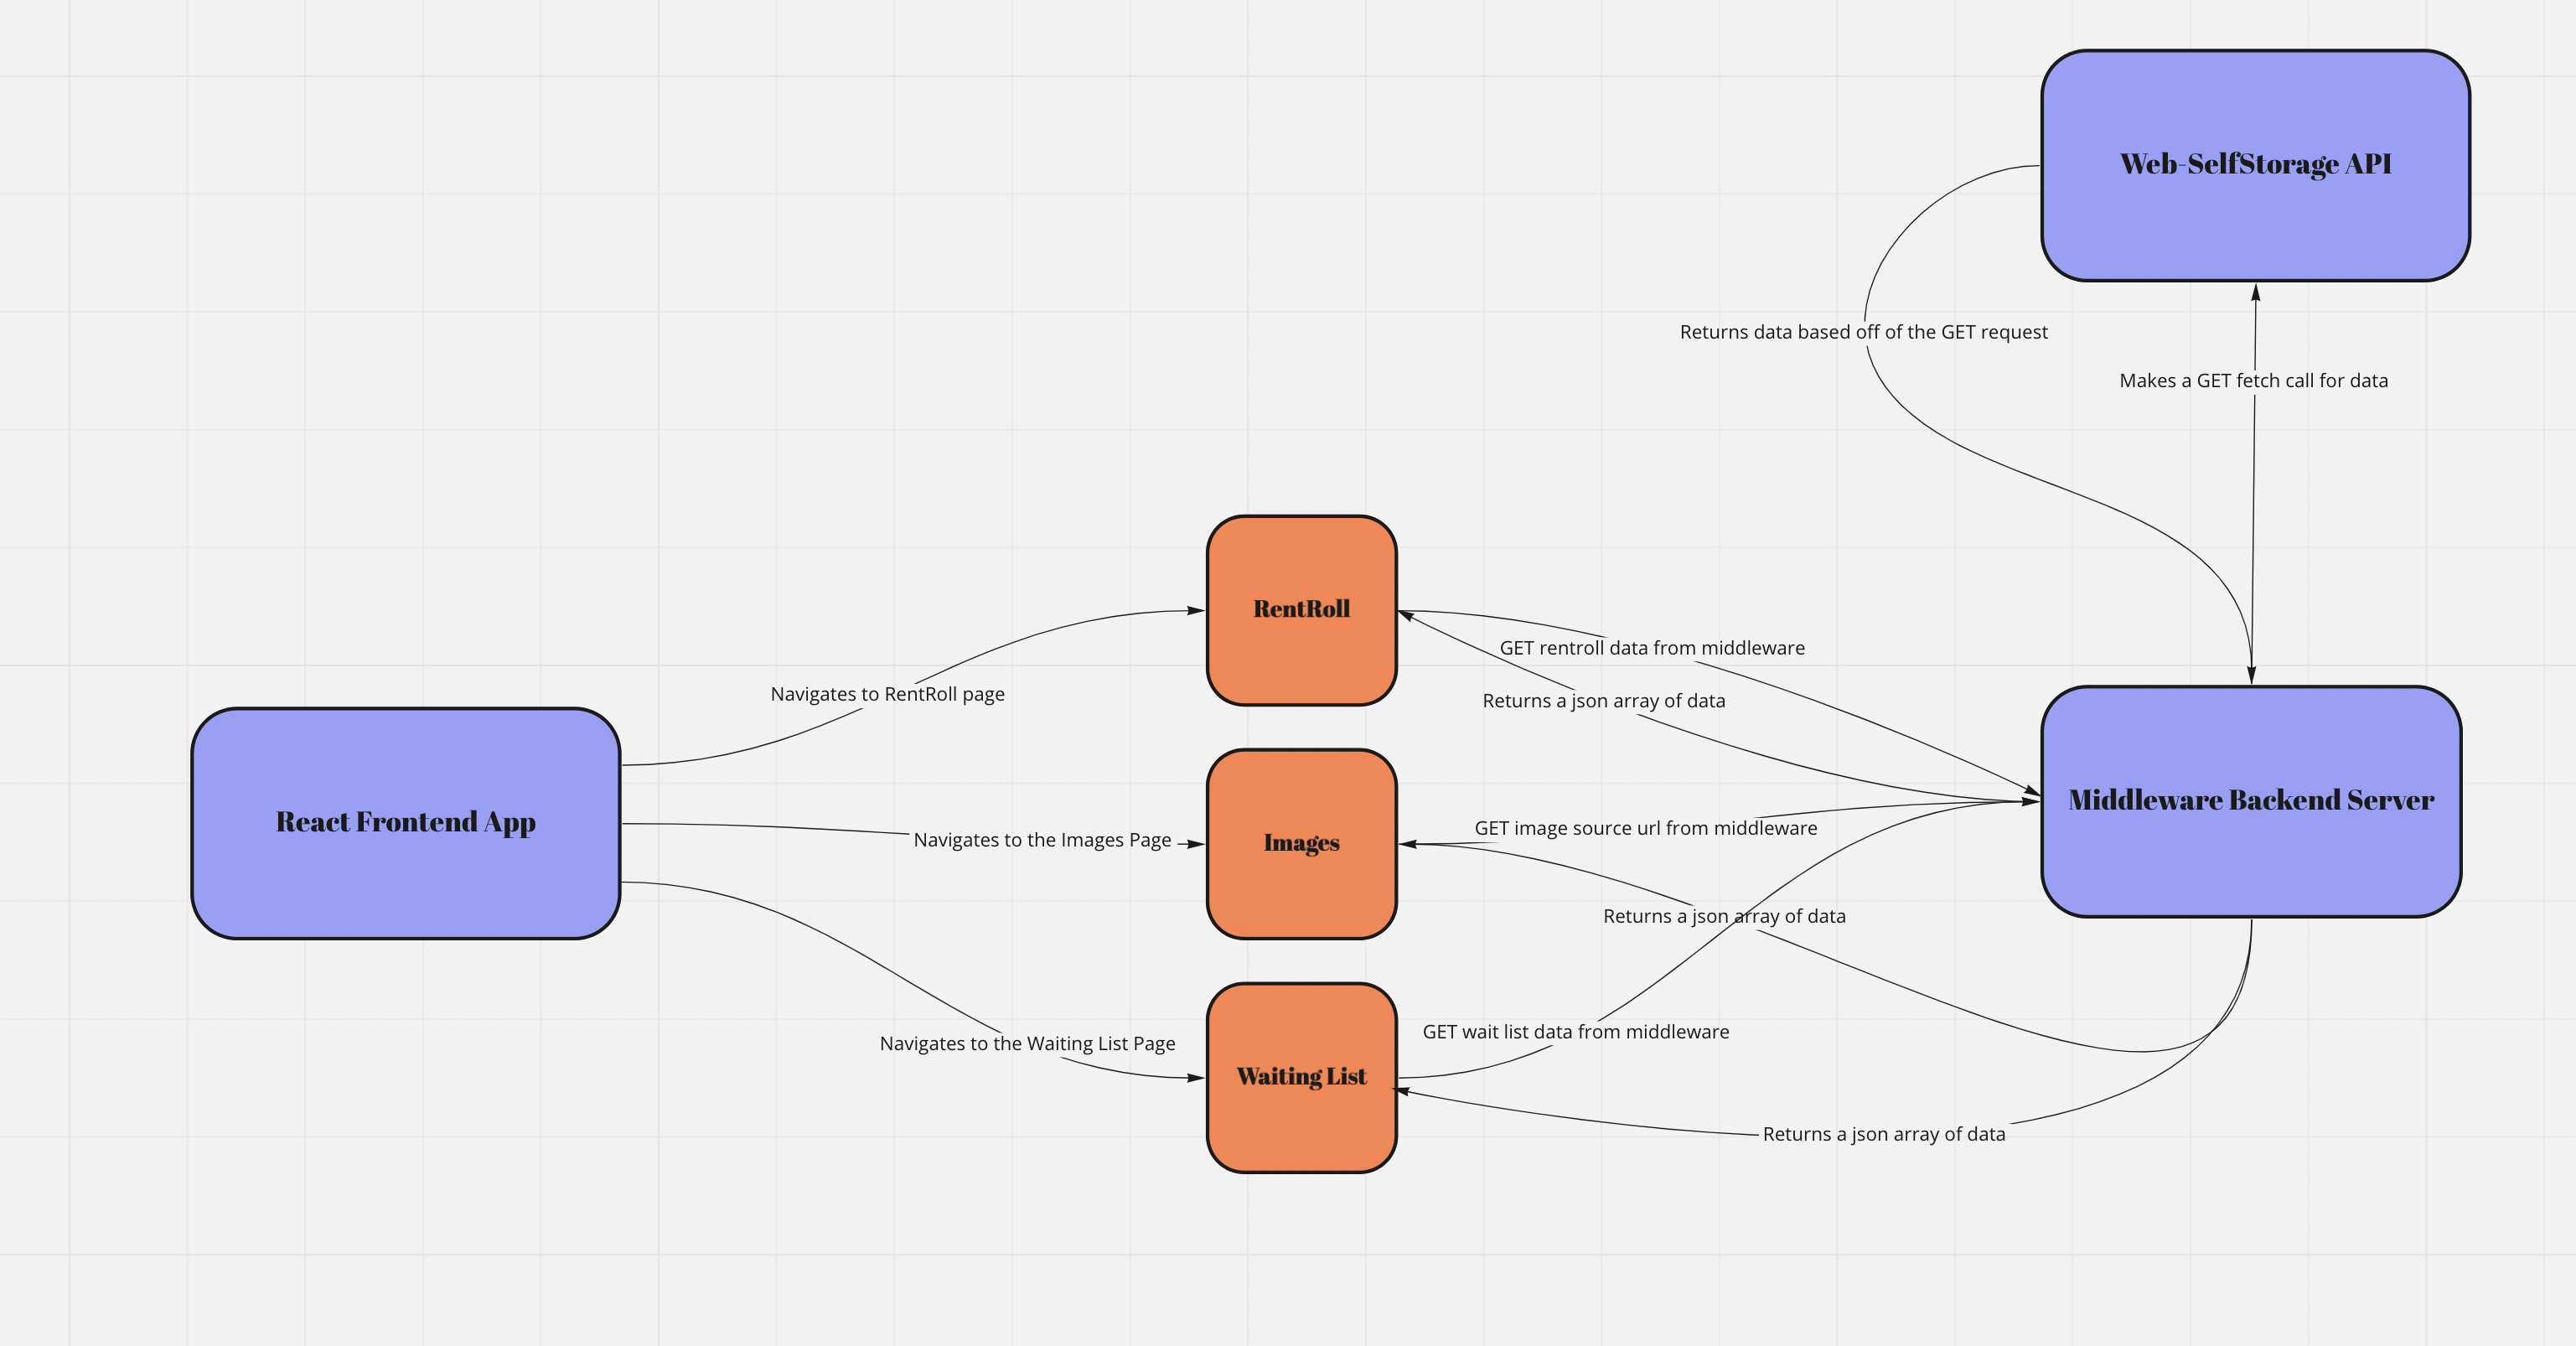 Web-SelfStorage API
Returns data based off of the GET request
Makes a GET fetch call for data
RentRoll
GET rentroll data from middleware
Navigates to RentRoll page
Returns a json array of data
React Frontend App
Middleware Backend Server
Navigates to the Images Page
Images
GET image source url from middleware
Returns a json array of data
Navigates to the Waiting List Page
GET wait list data from middleware
Waiting List
Returns a json array of data